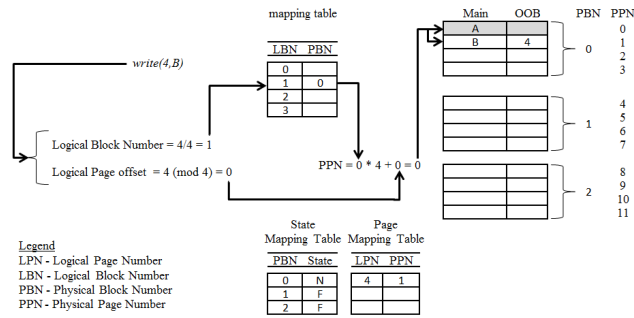 mapping table
LBN PBN
0
1 0
2
3
write(4,B)
Logical Block Number = 4/4 = 1
Logical Page offset = 4 (mod 4) = 0
PPN = 0 * 4 + 0 = 0
Main OOB PBN PPN
A 0
B 4 0 1
2
3
4
5
1
6
7
8
9
2
10
11
State
Mapping Table
PBN State
0 N
1 F
2 F
Page
Mapping Table
LPN PPN
4 1
Legend
LPN - Logical Page Number
LBN - Logical Block Number
PBN - Physical Block Number
PPN - Physical Page Number